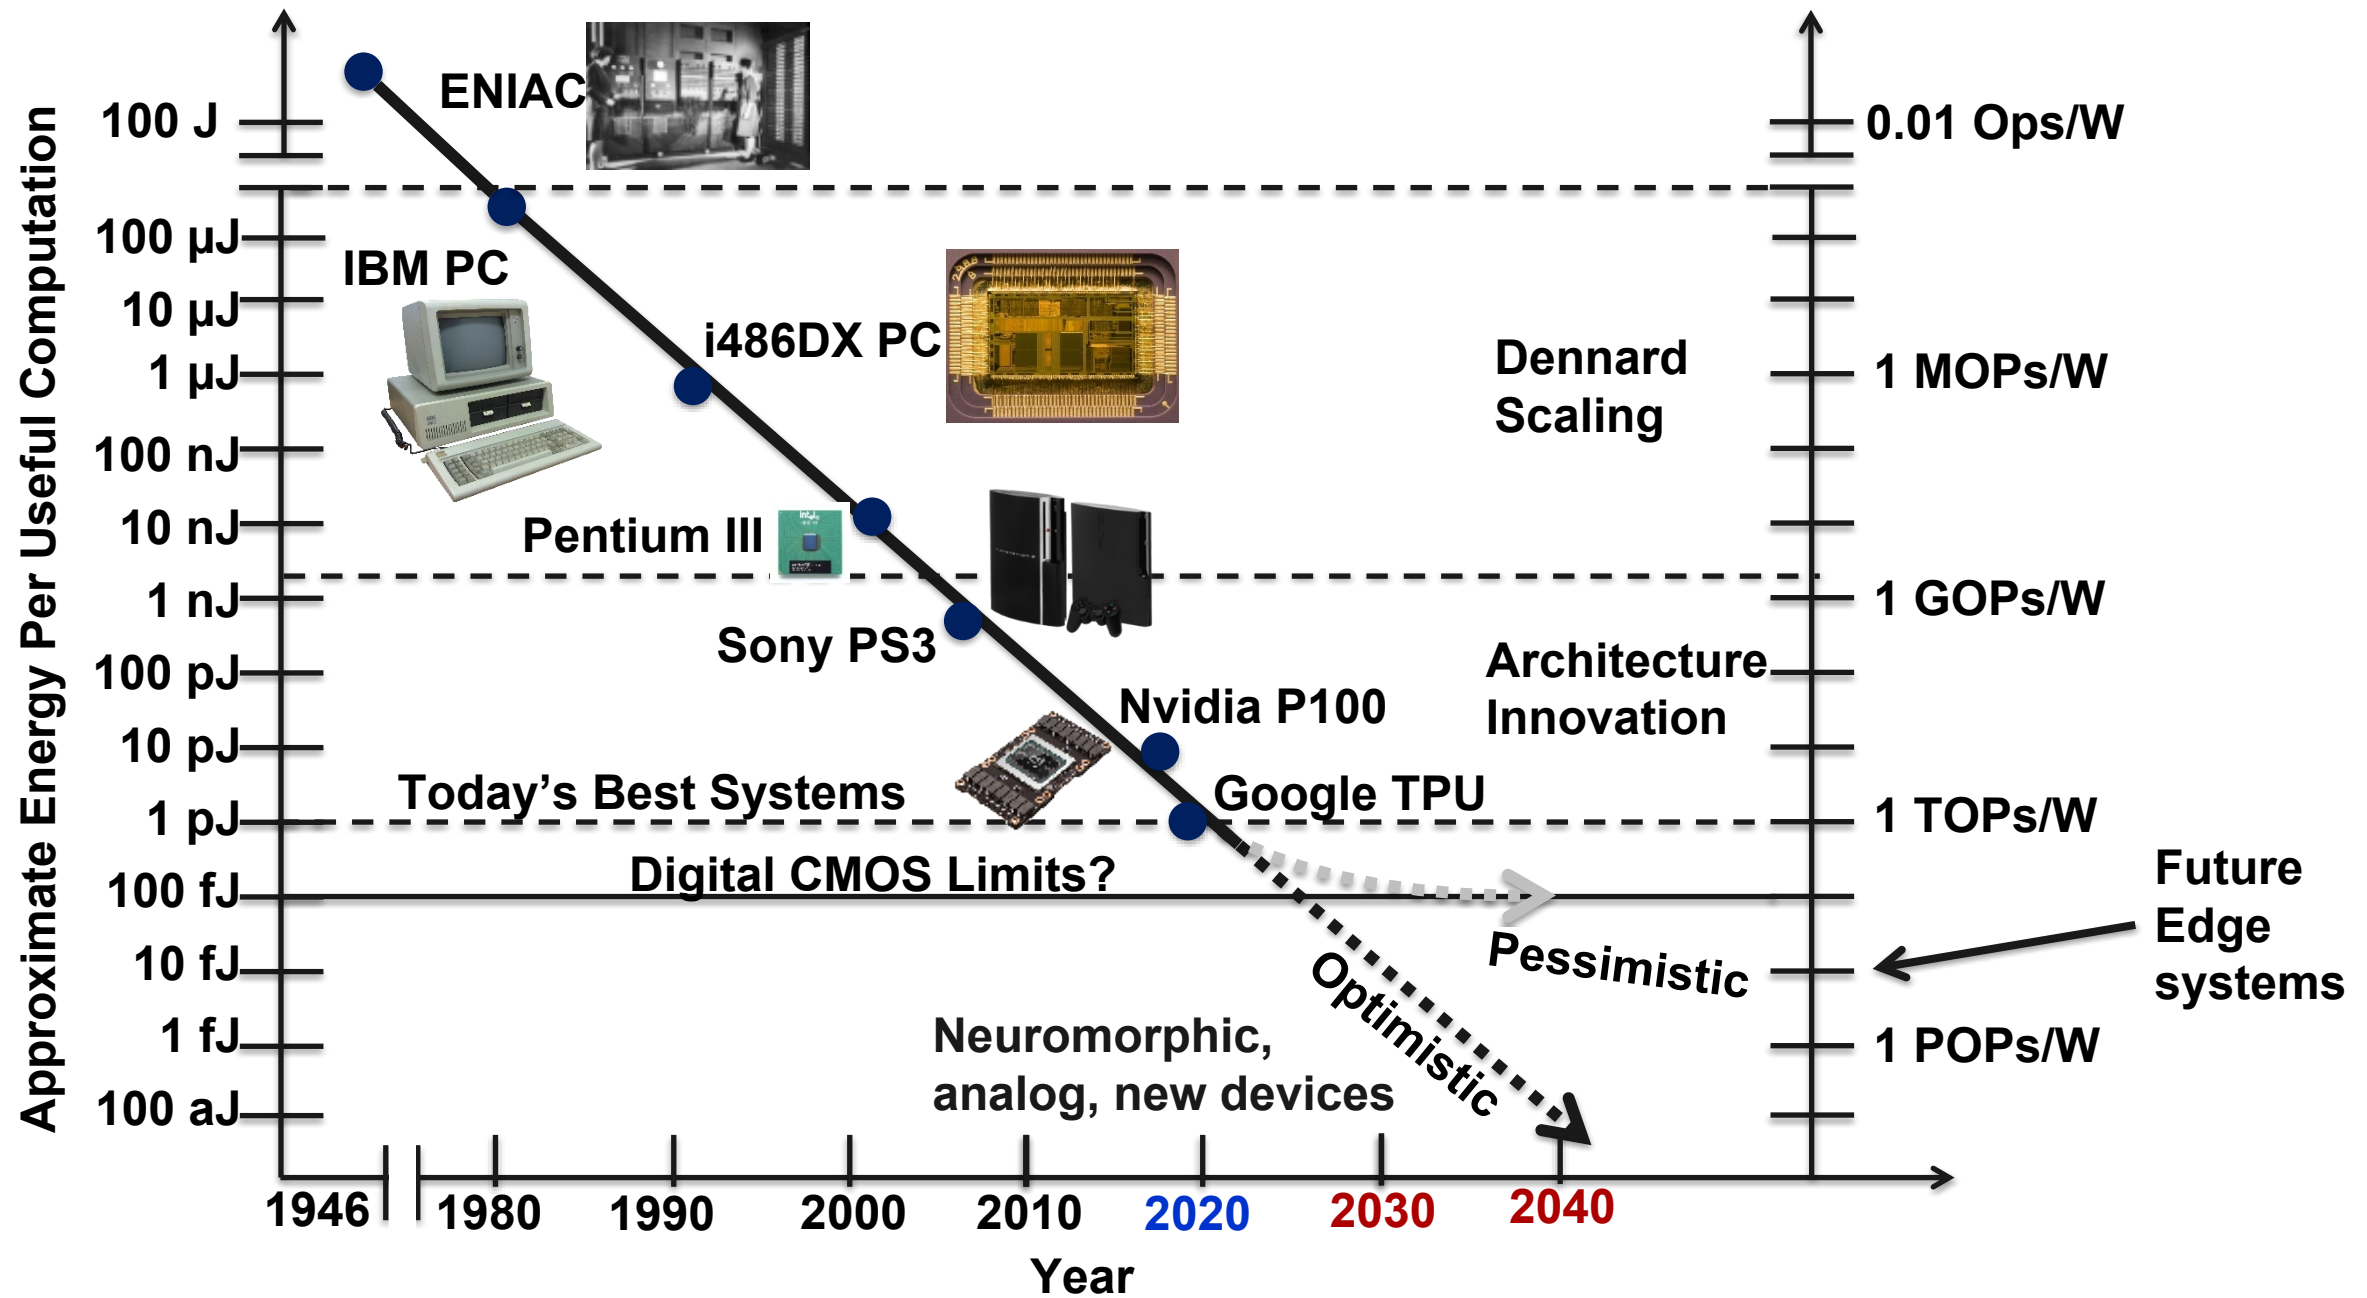 Approximate Energy Per Useful Computation
100 J
100 µJ
10 µJ
1 µJ
100 nJ
10 nJ
1 nJ
100 pJ
10 pJ
1 pJ
100 fJ
10 fJ
1 fJ
100 aJ
ENIAC
IBM PC
i486DX PC
Pentium III
intel
Sony PS3
Nvidia P100
Google TPU
Today's Best Systems
Digital CMOS Limits?
Dennard
Scaling
Architecture
Innovation
Pessimistic
Optimistic
Neuromorphic,
analog, new devices
0.01 Ops/W
1 MOPs/W
1 GOPs/W
1 TOPs/W
1 POPs/W
Future
Edge
systems
1946
1980
1990
2000
2010
2020
2030
2040
Year